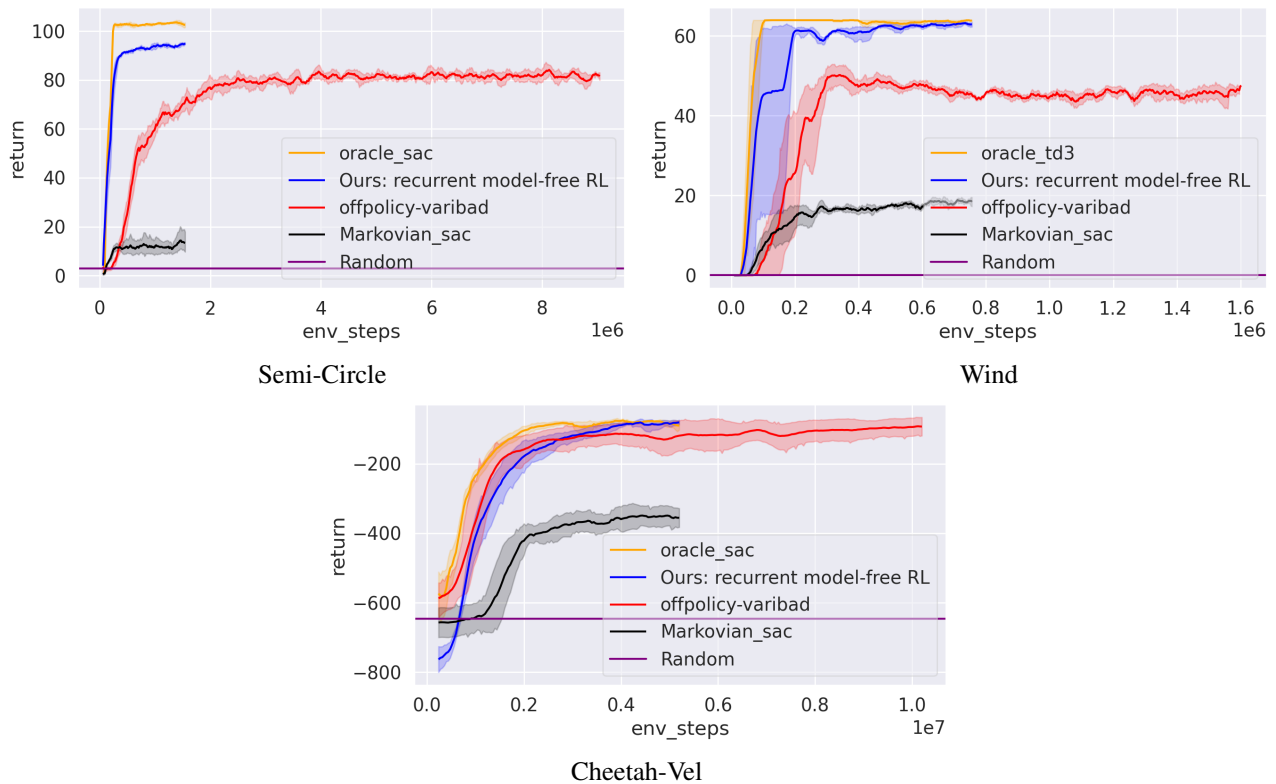 100
80
60
40
20
0
return
oracle_sac
Ours: recurrent model-free RL
offpolicy-varibad
Markovian_sac
Random
0 2 4 6 8
1e6
env_steps
Semi-Circle
60
40
20
0
return
oracle_td3
Ours: recurrent model-free RL
offpolicy-varibad
Markovian_sac
Random
0.0 0.2 0.4 0.6 0.8 1.0 1.2 1.4 1.6
1e6
env_steps
Wind
−200
−400
−600
−800
return
oracle_sac
Ours: recurrent model-free RL
offpolicy-varibad
Markovian_sac
Random
0.0 0.2 0.4 0.6 0.8 1.0
1e7
env_steps
Cheetah-Vel